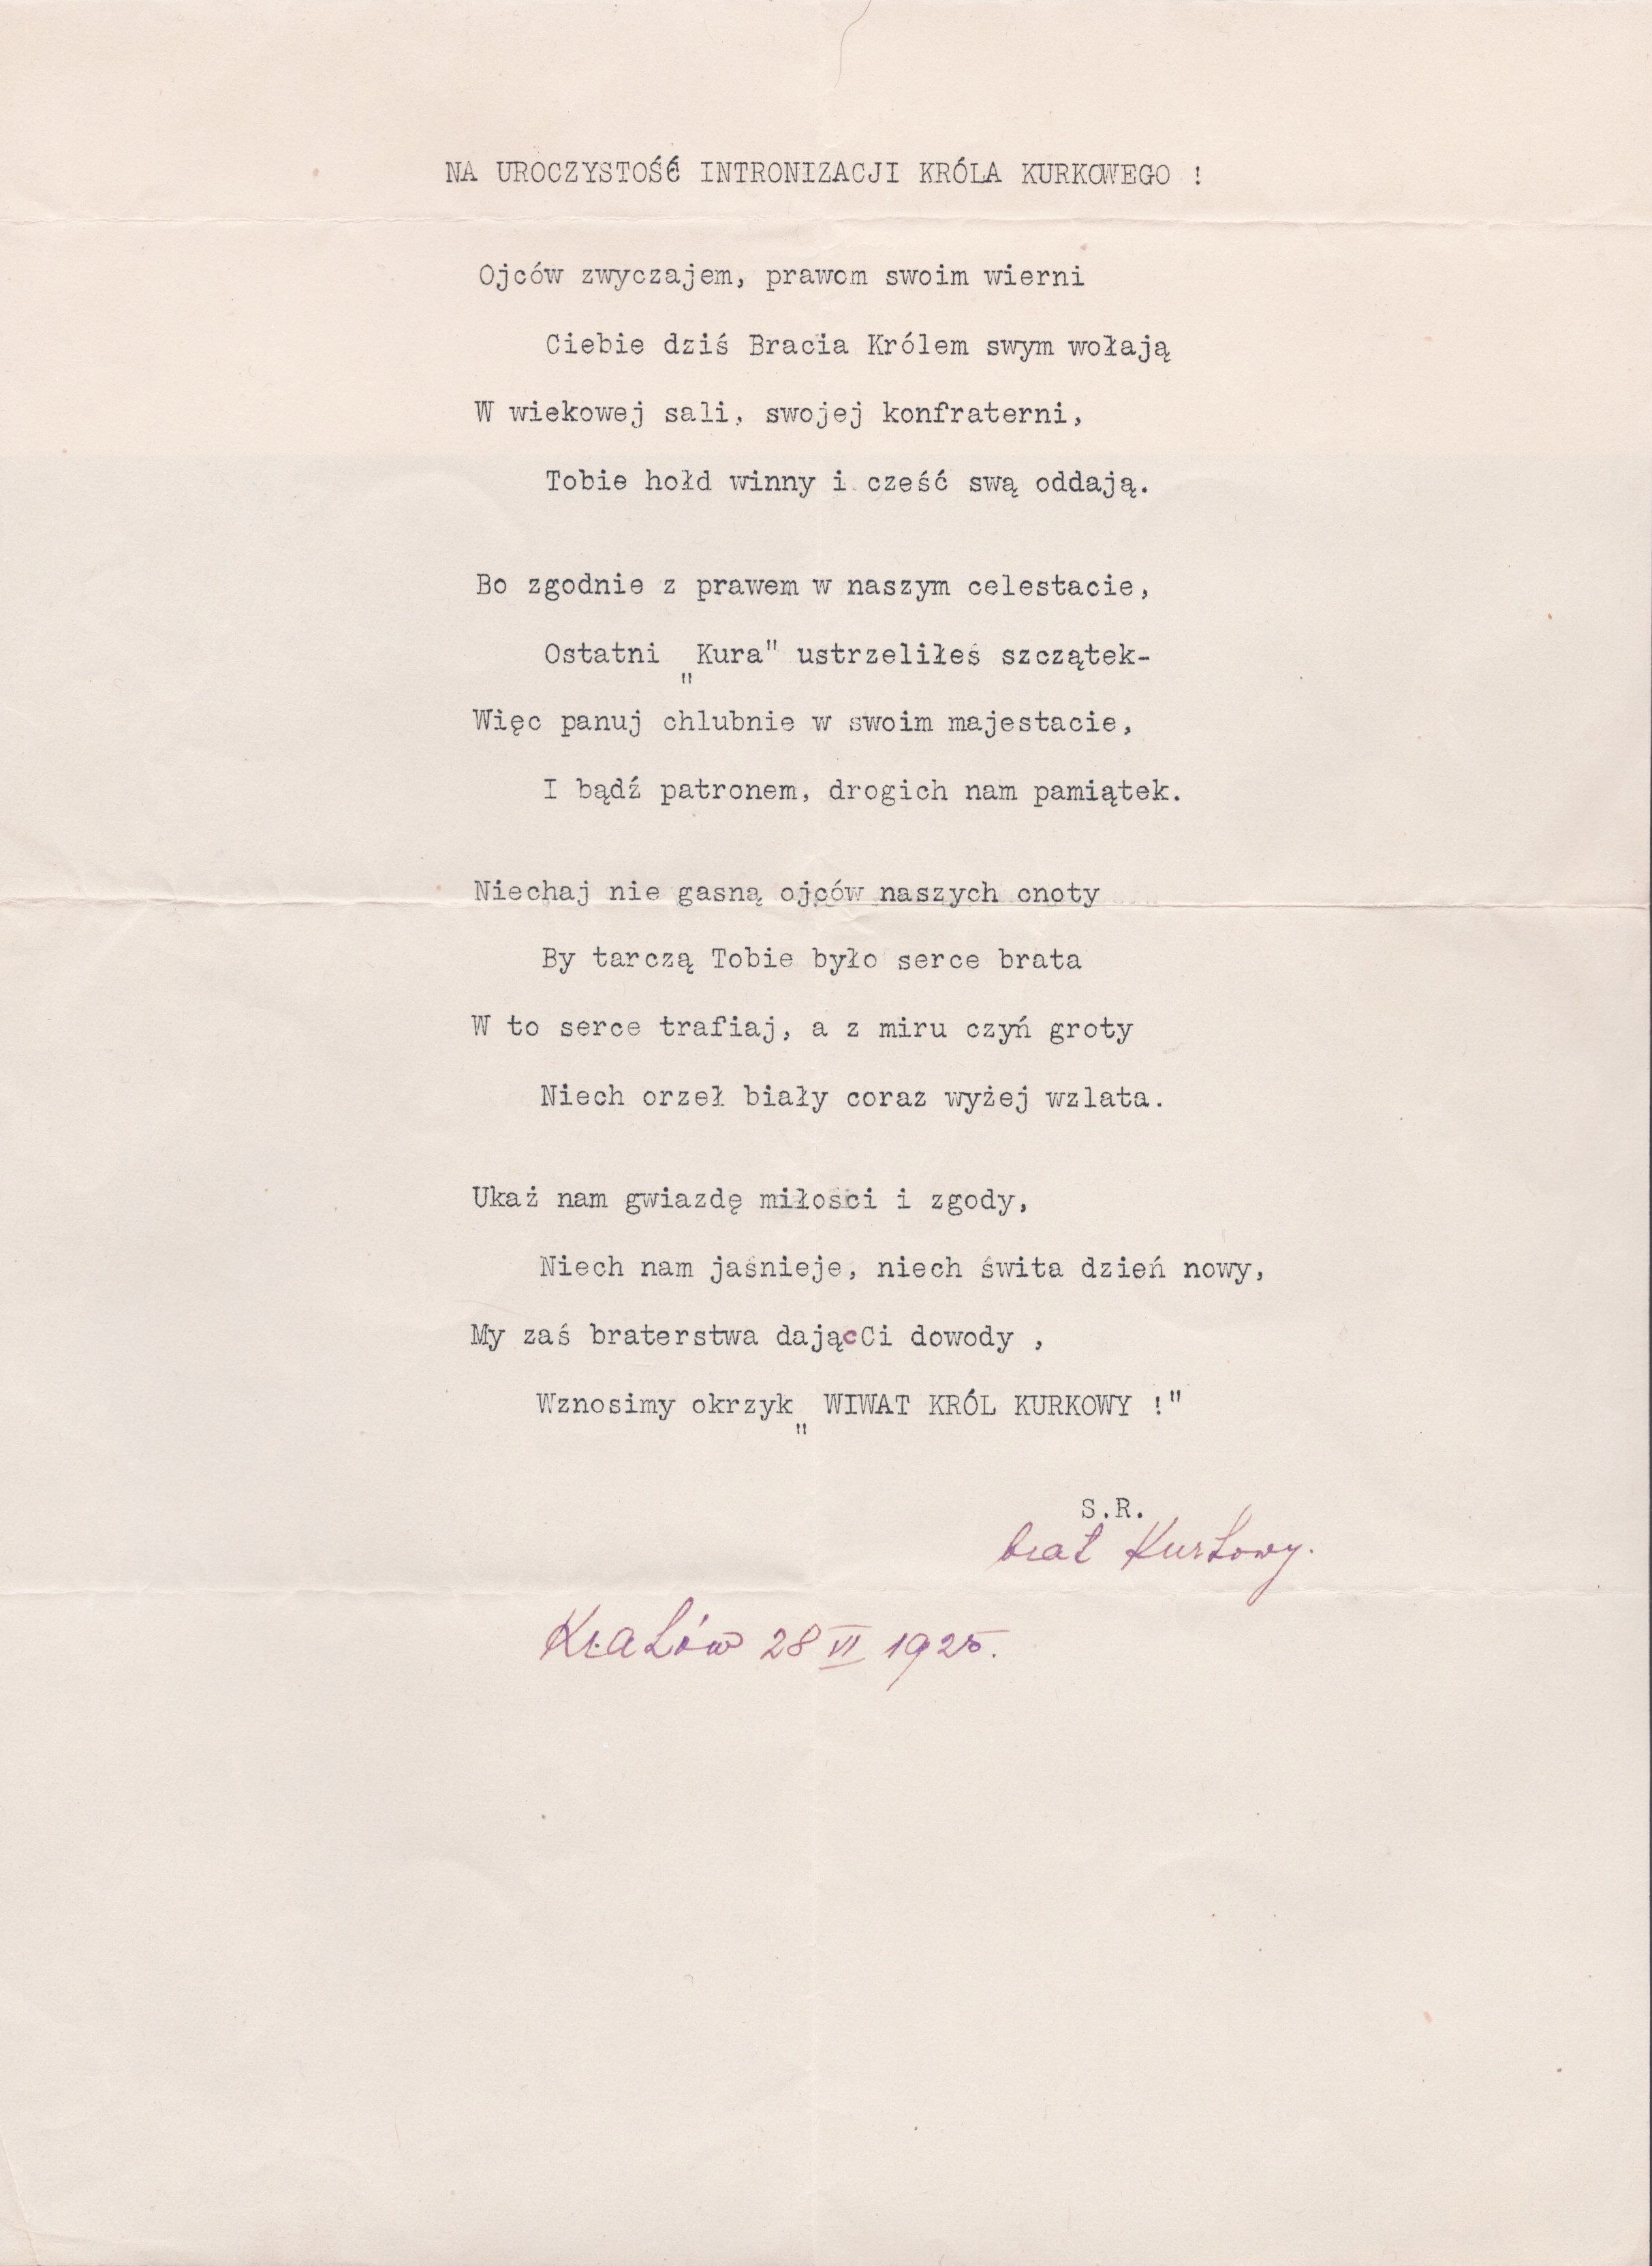 NA UROCZYSTOŚĆ INTRONIZACJI KRÓLA KURKOWEGO !
Ojców zwyczajem, prawom swoim wierni
Ciebie dziś Bracia Królem swym wołają
W wiekowej sali, swojej konfraterni,
Tobie hołd winny i cześć swą oddają.
Bo zgodnie z prawem w naszym celestacie,
Ostatni „Kura" ustrzeliłeś szczątek-
Więc panuj chlubnie w swoim majestacie,
I bądź patronem, drogich nam pamiątek.
Niechaj nie gasną ojców naszych cnoty
By tarczą Tobie było serce brata
W to serce trafiaj, a z miru czyń groty
Niech orzeł biały coraz wyżej wzlata.
Ukaż nam gwiazdę miłości i zgody,
Niech nam jaśnieje, niech świta dzień nowy,
My zaś braterstwa dającCi dowody ,
Wznosimy okrzyk„ WIWAT KRÓL KURKOWY !"
S.R.
brat Kurkowy.
Kraków 28 VI 1925.